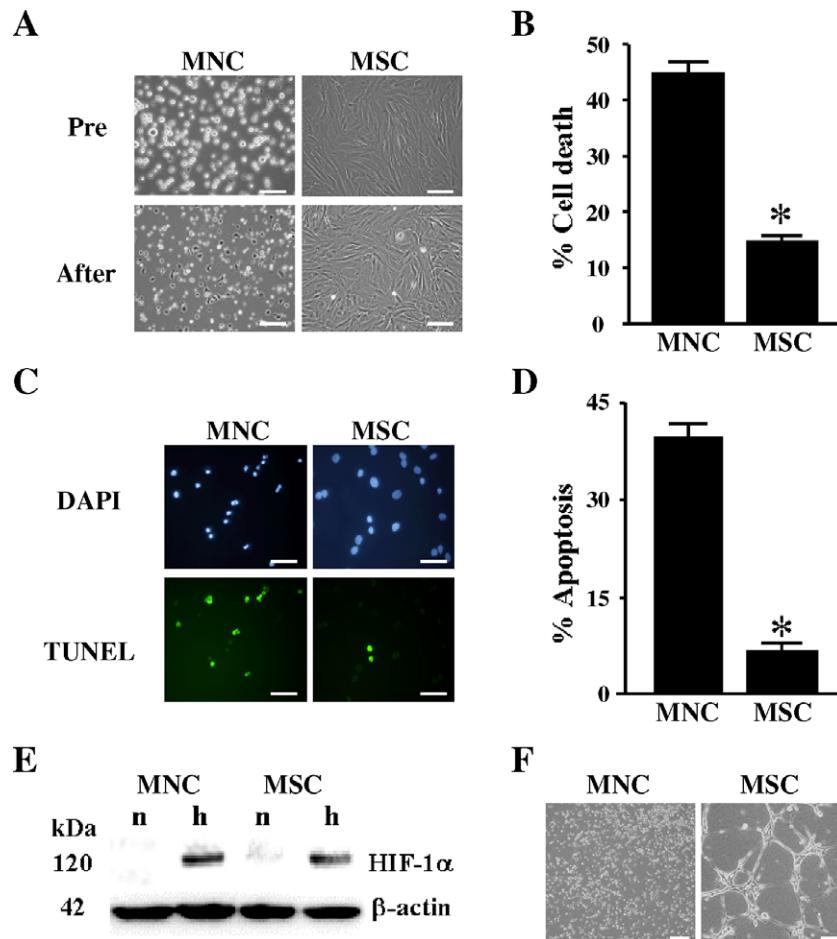 A
MNC MSC
Pre
After
B
50
40
% Cell death
30
20
*
10
0
MNC MSC
C
MNC MSC
DAPI
TUNEL
D
45
30
% Apoptosis
15
*
0
MNC MSC
E
MNC MSC
n h n h
kDa
120 HIF-1α
42 β-actin
F
MNC MSC